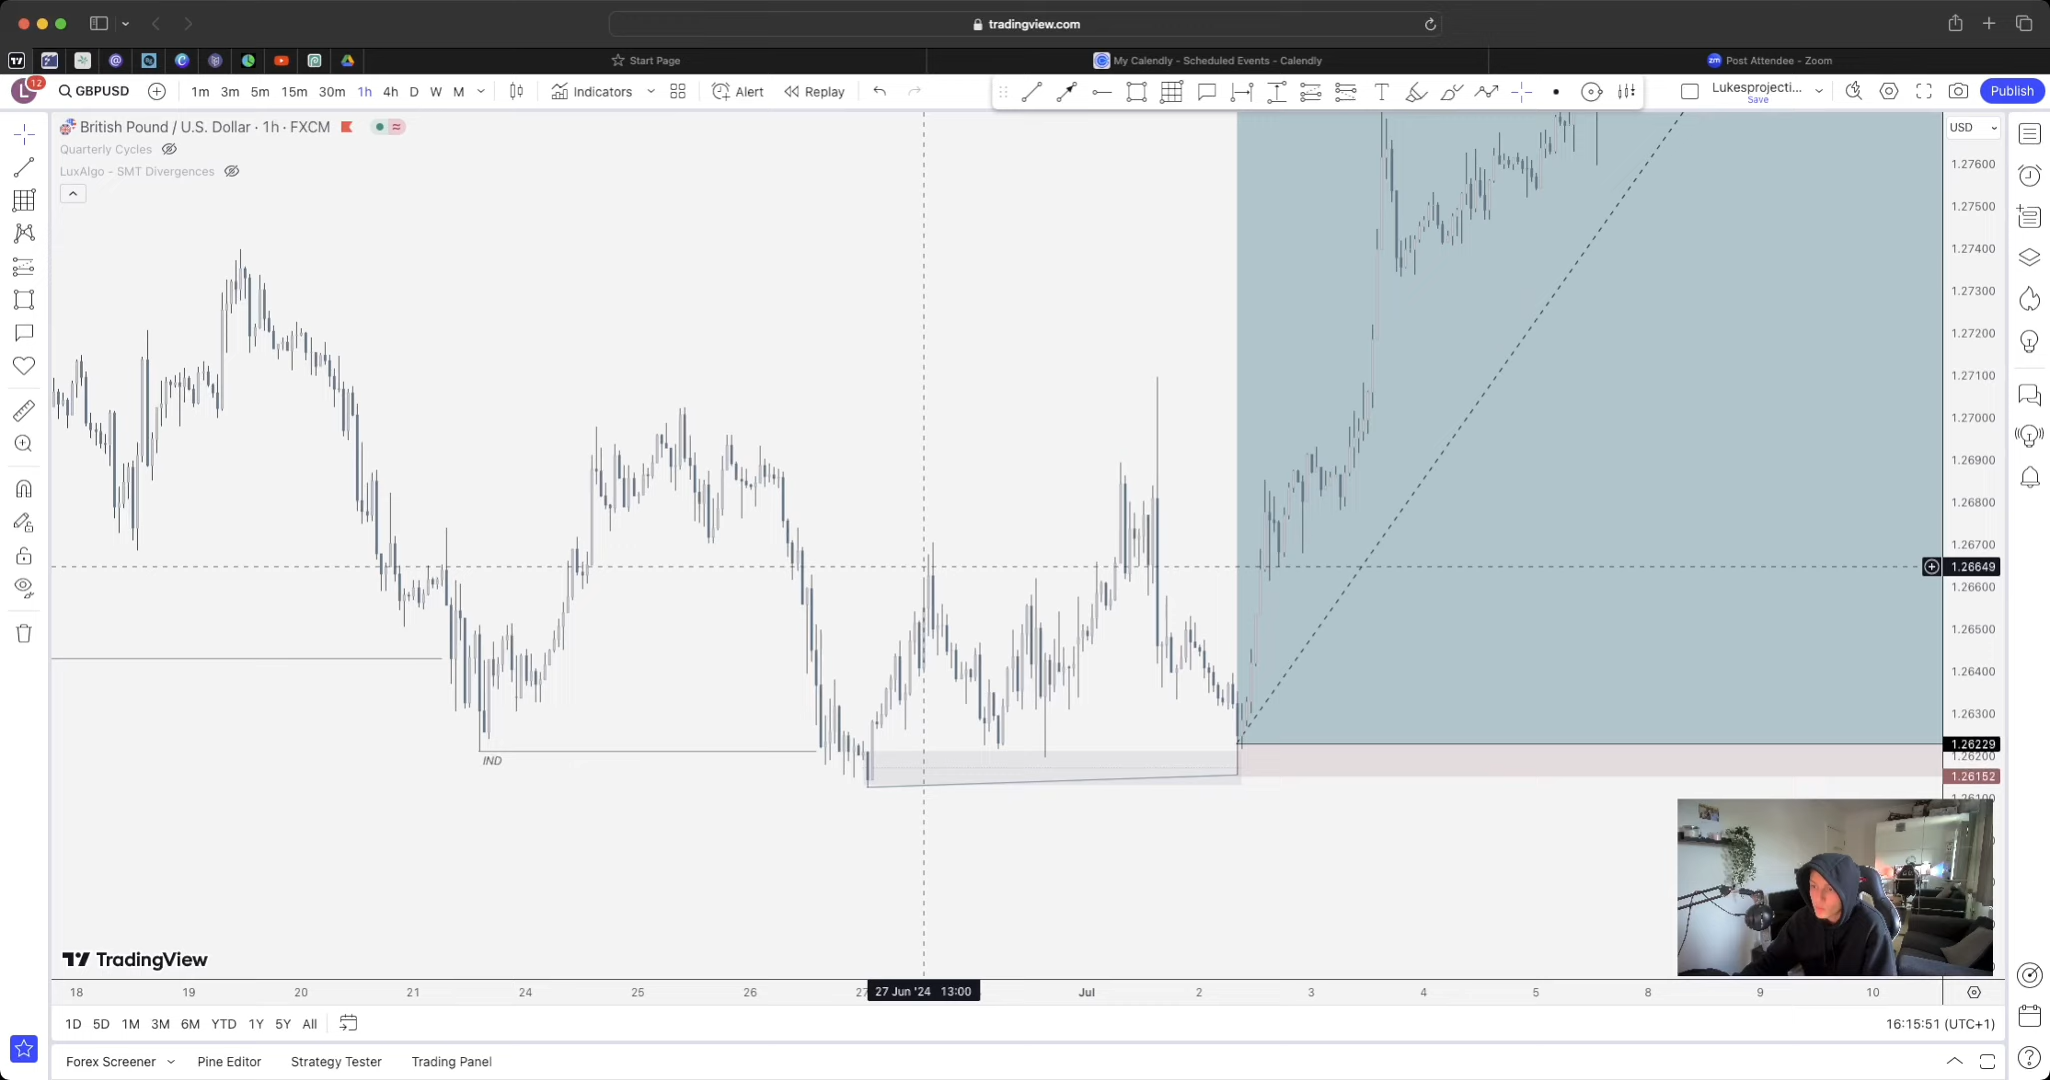 tradingview.com
Start Page
My Calendly - Scheduled Events - Calendly
Post Attendee - Zoom
L 12 GBPUSD 1m 3m 5m 15m 30m 1h 4h D W M Indicators Alert Replay Lukesprojecti... Save Publish
British Pound / U.S. Dollar · 1h · FXCM
USD
Quarterly Cycles
LuxAlgo - SMT Divergences
1.27600
1.27500
1.27400
1.27300
1.27200
1.27100
1.27000
1.26900
1.26800
1.26700
1.26649
1.26600
1.26500
1.26400
1.26300
1.26229
1.26200
1.26152
1.26100
IND
TradingView
18 19 20 21 24 25 26 27 Jun '24 13:00 Jul 2 3 4 5 8 9 10
1D 5D 1M 3M 6M YTD 1Y 5Y All
16:15:51 (UTC+1)
Forex Screener Pine Editor Strategy Tester Trading Panel